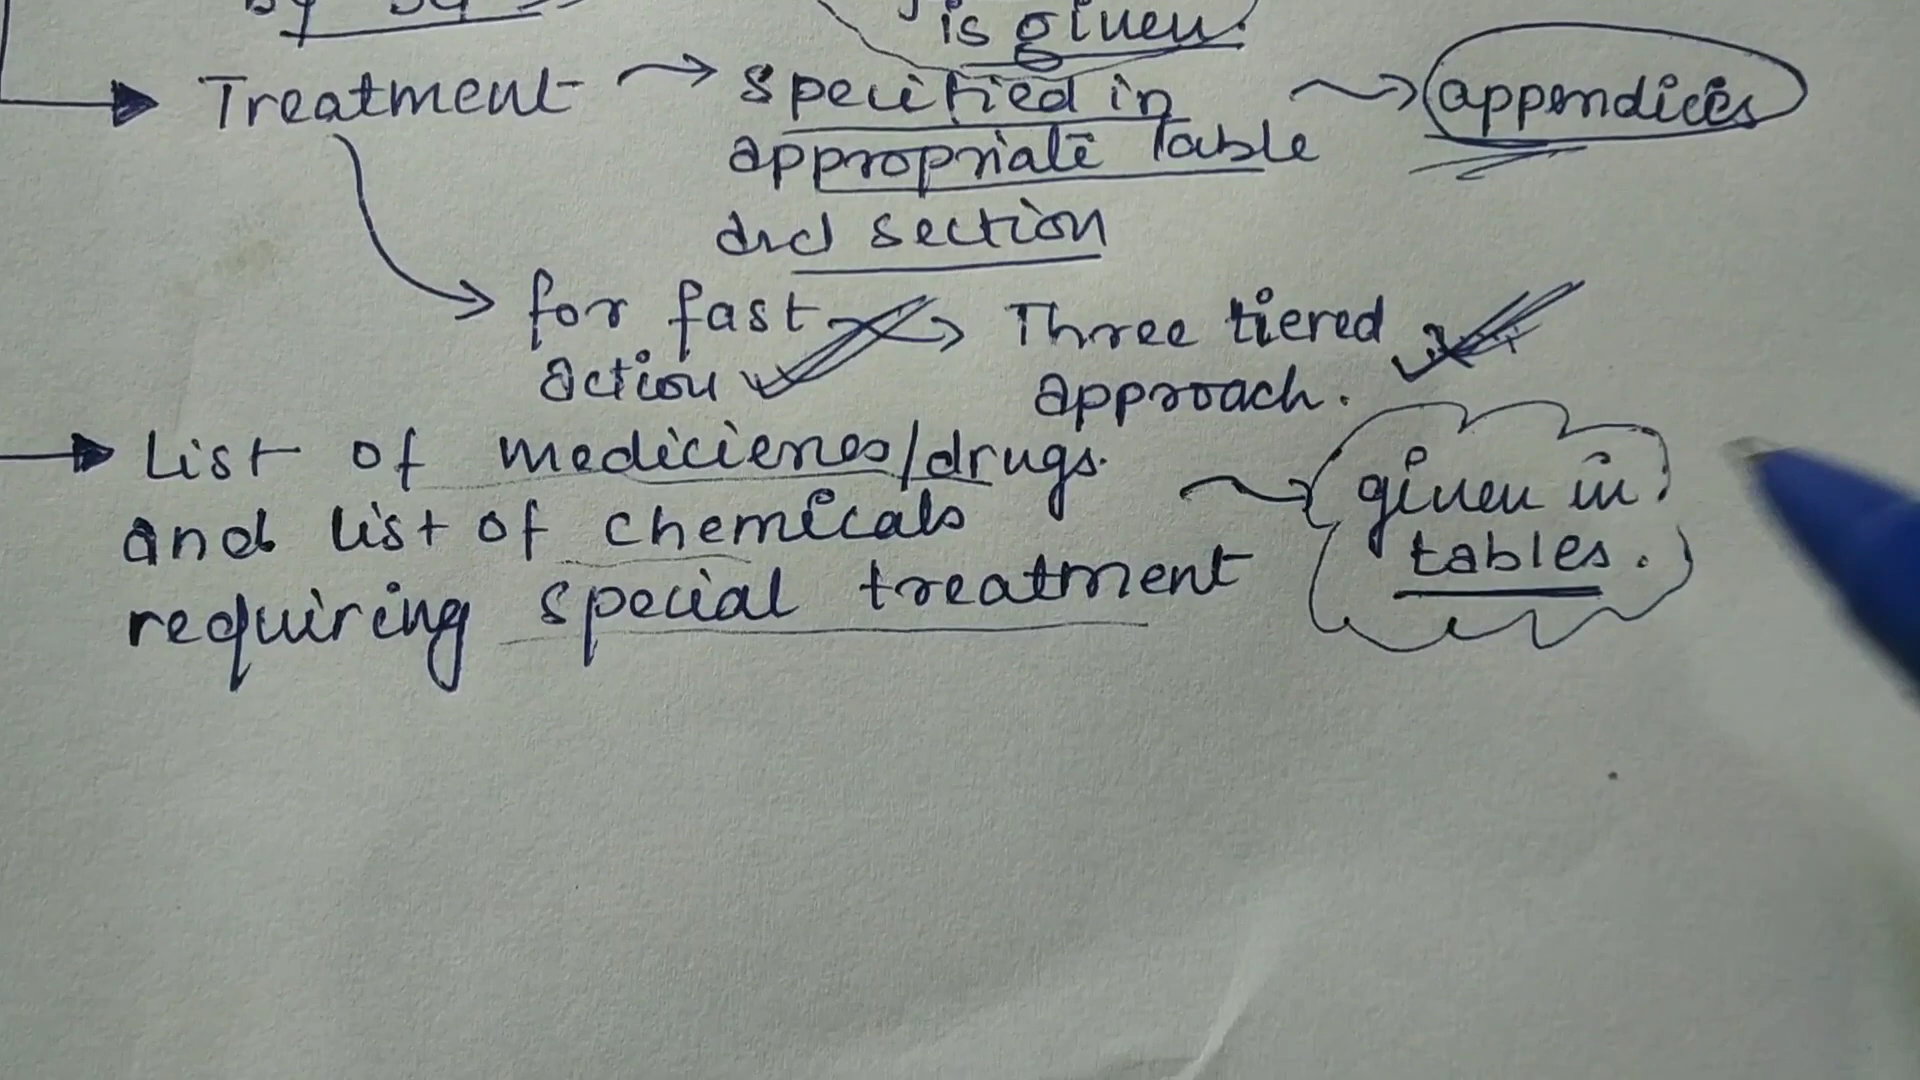 is given.
Treatment → specified in → appendices
appropriate table
and section
for fast → Three tiered
action approach.
List of medicienes/drugs.
and list of chemicals → given in
requiring special treatment tables.